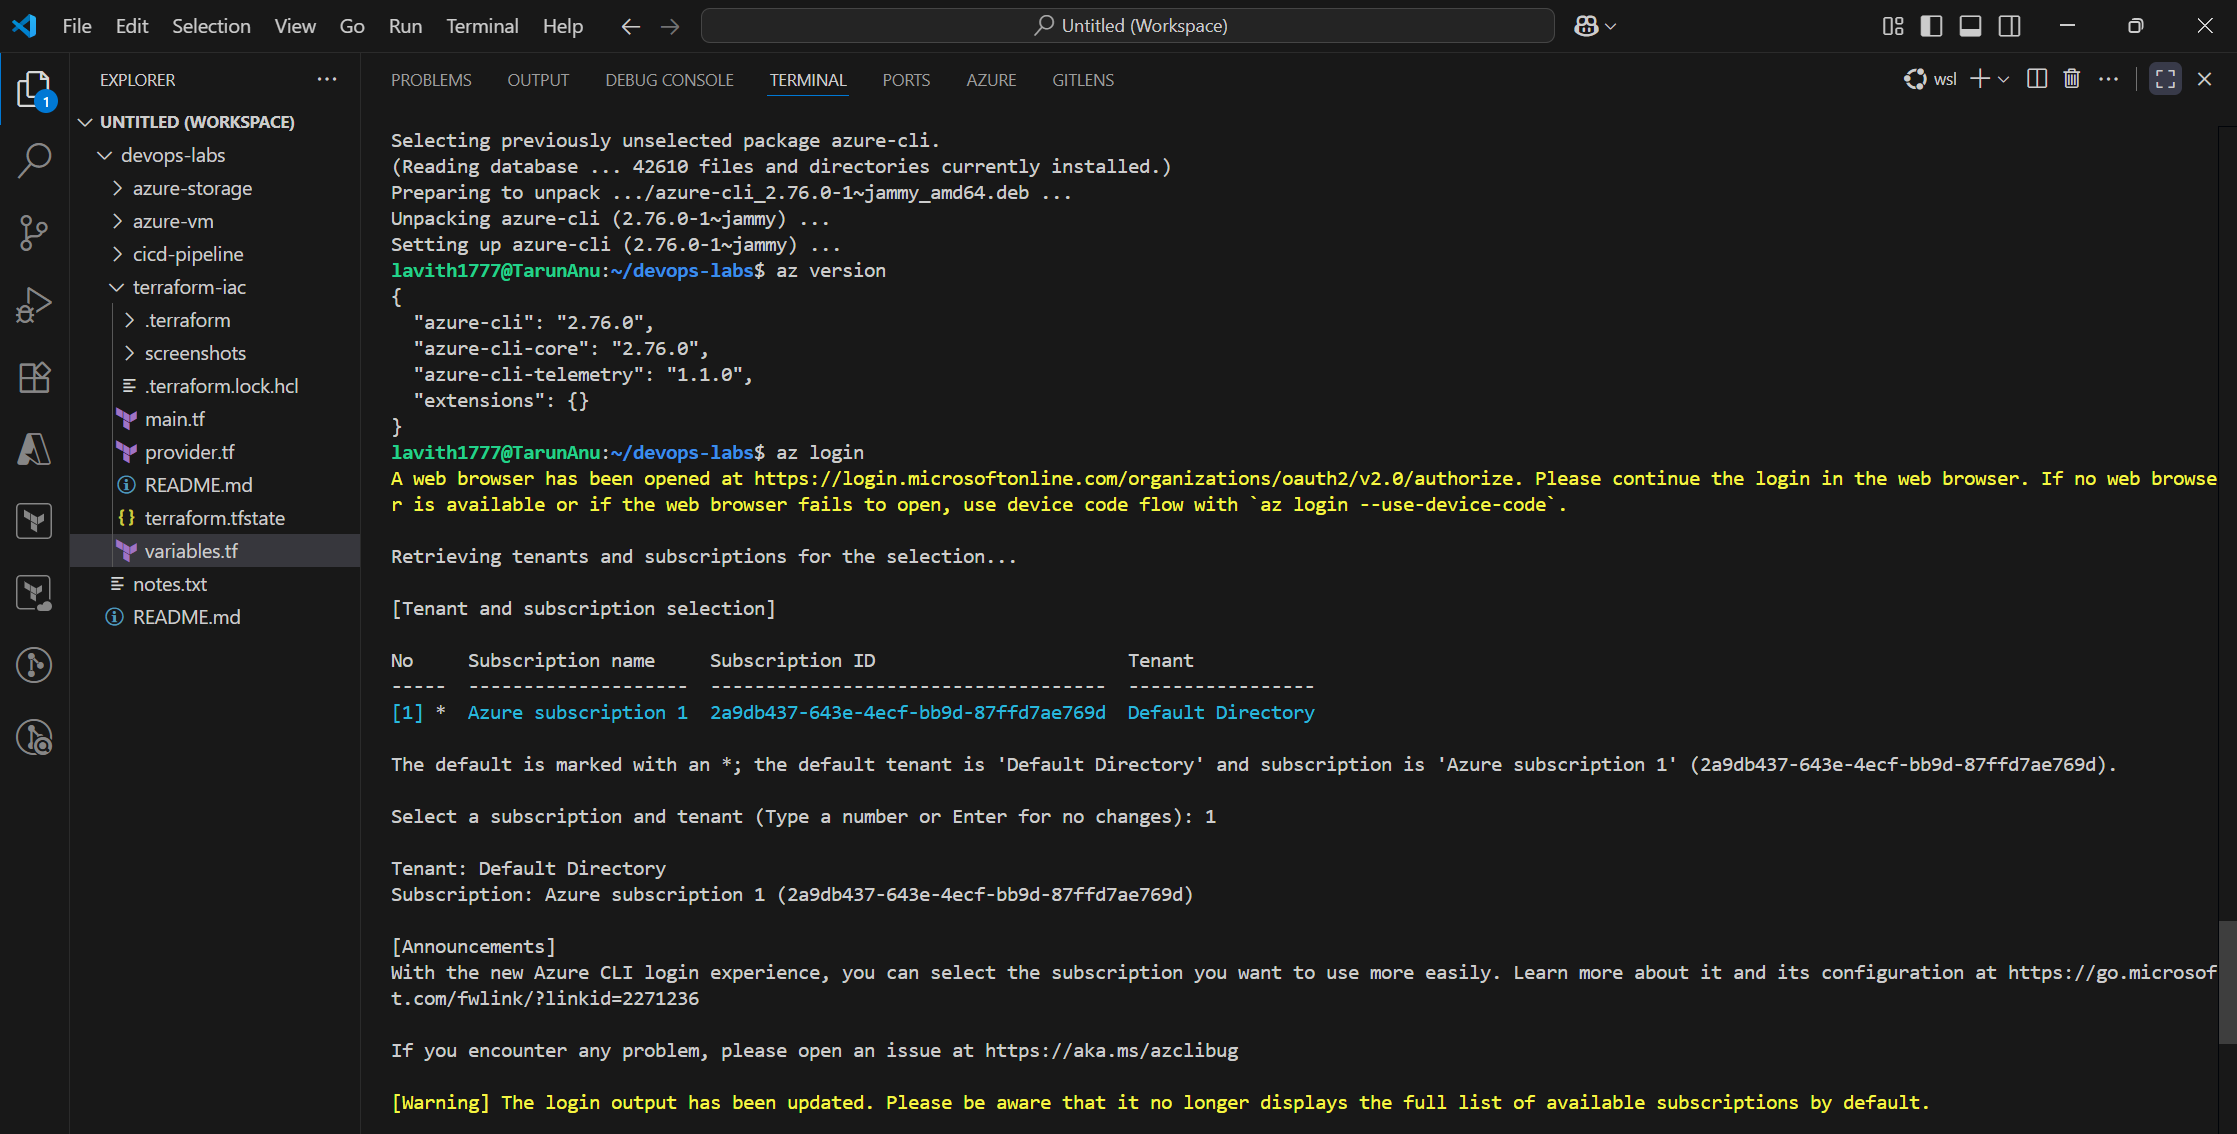 File Edit Selection View Go Run Terminal Help
Untitled (Workspace)
EXPLORER
UNTITLED (WORKSPACE)
devops-labs
azure-storage
azure-vm
cicd-pipeline
terraform-iac
.terraform
screenshots
.terraform.lock.hcl
main.tf
provider.tf
README.md
terraform.tfstate
variables.tf
notes.txt
README.md
1
PROBLEMS OUTPUT DEBUG CONSOLE TERMINAL PORTS AZURE GITLENS
wsl
Selecting previously unselected package azure-cli.
(Reading database ... 42610 files and directories currently installed.)
Preparing to unpack .../azure-cli_2.76.0-1~jammy_amd64.deb ...
Unpacking azure-cli (2.76.0-1~jammy) ...
Setting up azure-cli (2.76.0-1~jammy) ...
lavith1777@TarunAnu:~/devops-labs$ az version
{
  "azure-cli": "2.76.0",
  "azure-cli-core": "2.76.0",
  "azure-cli-telemetry": "1.1.0",
  "extensions": {}
}
lavith1777@TarunAnu:~/devops-labs$ az login
A web browser has been opened at https://login.microsoftonline.com/organizations/oauth2/v2.0/authorize. Please continue the login in the web browser. If no web browse
r is available or if the web browser fails to open, use device code flow with `az login --use-device-code`.
Retrieving tenants and subscriptions for the selection...
[Tenant and subscription selection]
No     Subscription name     Subscription ID                       Tenant
-----  --------------------  ------------------------------------  -----------------
[1] *  Azure subscription 1  2a9db437-643e-4ecf-bb9d-87ffd7ae769d  Default Directory
The default is marked with an *; the default tenant is 'Default Directory' and subscription is 'Azure subscription 1' (2a9db437-643e-4ecf-bb9d-87ffd7ae769d).
Select a subscription and tenant (Type a number or Enter for no changes): 1
Tenant: Default Directory
Subscription: Azure subscription 1 (2a9db437-643e-4ecf-bb9d-87ffd7ae769d)
[Announcements]
With the new Azure CLI login experience, you can select the subscription you want to use more easily. Learn more about it and its configuration at https://go.microsof
t.com/fwlink/?linkid=2271236
If you encounter any problem, please open an issue at https://aka.ms/azclibug
[Warning] The login output has been updated. Please be aware that it no longer displays the full list of available subscriptions by default.